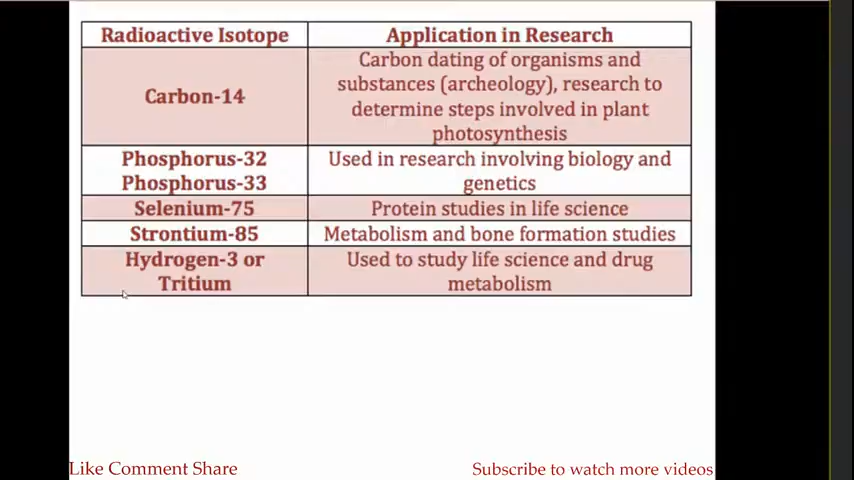 Radioactive Isotope Application in Research
Carbon-14
Carbon dating of organisms and
substances (archeology), research to
determine steps involved in plant
photosynthesis
Phosphorus-32
Phosphorus-33
Used in research involving biology and
genetics
Selenium-75 Protein studies in life science
Strontium-85 Metabolism and bone formation studies
Hydrogen-3 or
Tritium
Used to study life science and drug
metabolism
Like Comment Share
Subscribe to watch more videos